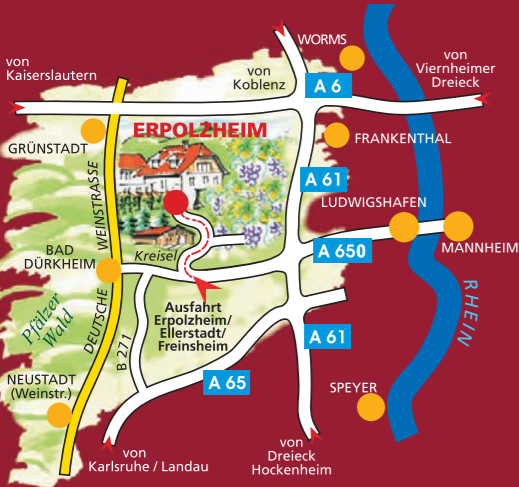 WORMS
von
Kaiserslautern
von
Koblenz
von
Viernheimer
Dreieck
A 6
GRÜNSTADT
ERPOLZHEIM
FRANKENTHAL
A 61
LUDWIGSHAFEN
DEUTSCHE WEINSTRASSE
Kreisel
A 650
MANNHEIM
BAD
DÜRKHEIM
Pfälzer
Wald
B 271
Ausfahrt
Erpolzheim/
Ellerstadt/
Freinsheim
RHEIN
A 61
NEUSTADT
(Weinstr.)
A 65
SPEYER
von
Karlsruhe / Landau
von
Dreieck
Hockenheim